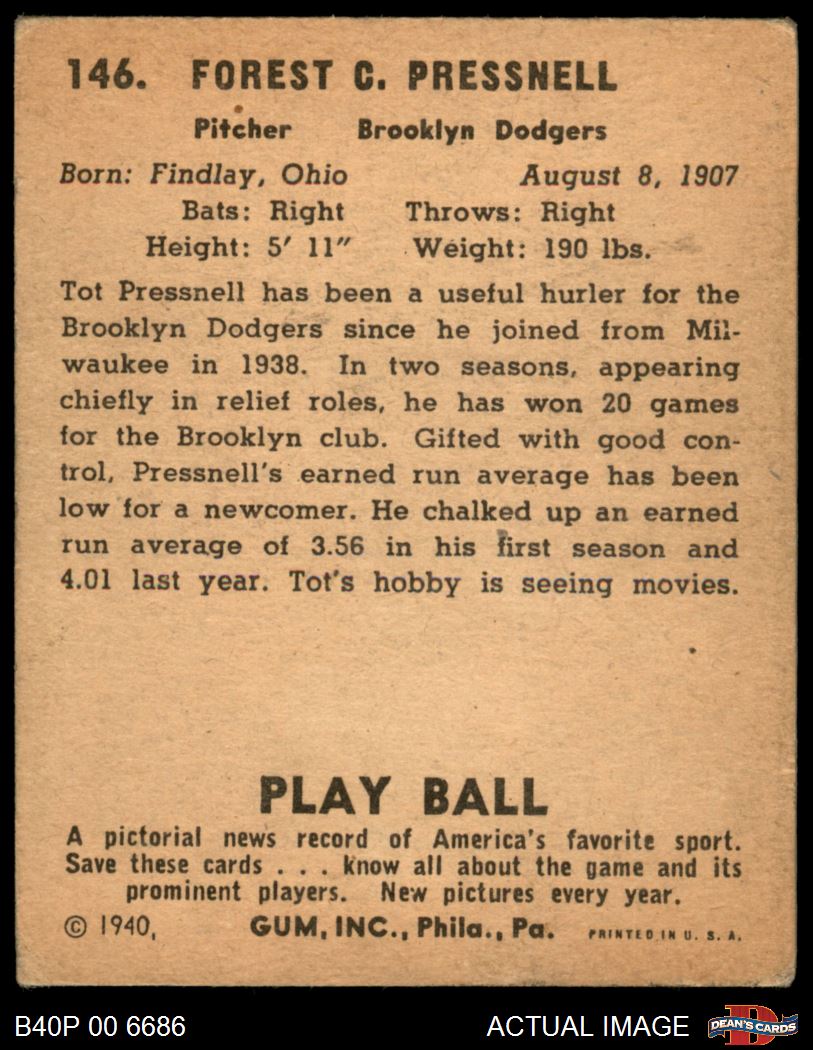 146. FOREST C. PRESSNELL
Pitcher Brooklyn Dodgers
Born: Findlay, Ohio August 8, 1907
Bats: Right Throws: Right
Height: 5′ 11″ Weight: 190 lbs.
Tot Pressnell has been a useful hurler for the
Brooklyn Dodgers since he joined from Mil-
waukee in 1938. In two seasons, appearing
chiefly in relief roles, he has won 20 games
for the Brooklyn club. Gifted with good con-
trol, Pressnell's earned run average has been
low for a newcomer. He chalked up an earned
run average of 3.56 in his first season and
4.01 last year. Tot's hobby is seeing movies.
PLAY BALL
A pictorial news record of America's favorite sport.
Save these cards . . . know all about the game and its
prominent players. New pictures every year.
© 1940, GUM, INC., Phila., Pa. PRINTED IN U. S. A.
B40P 00 6686 ACTUAL IMAGE D DEAN'S CARDS